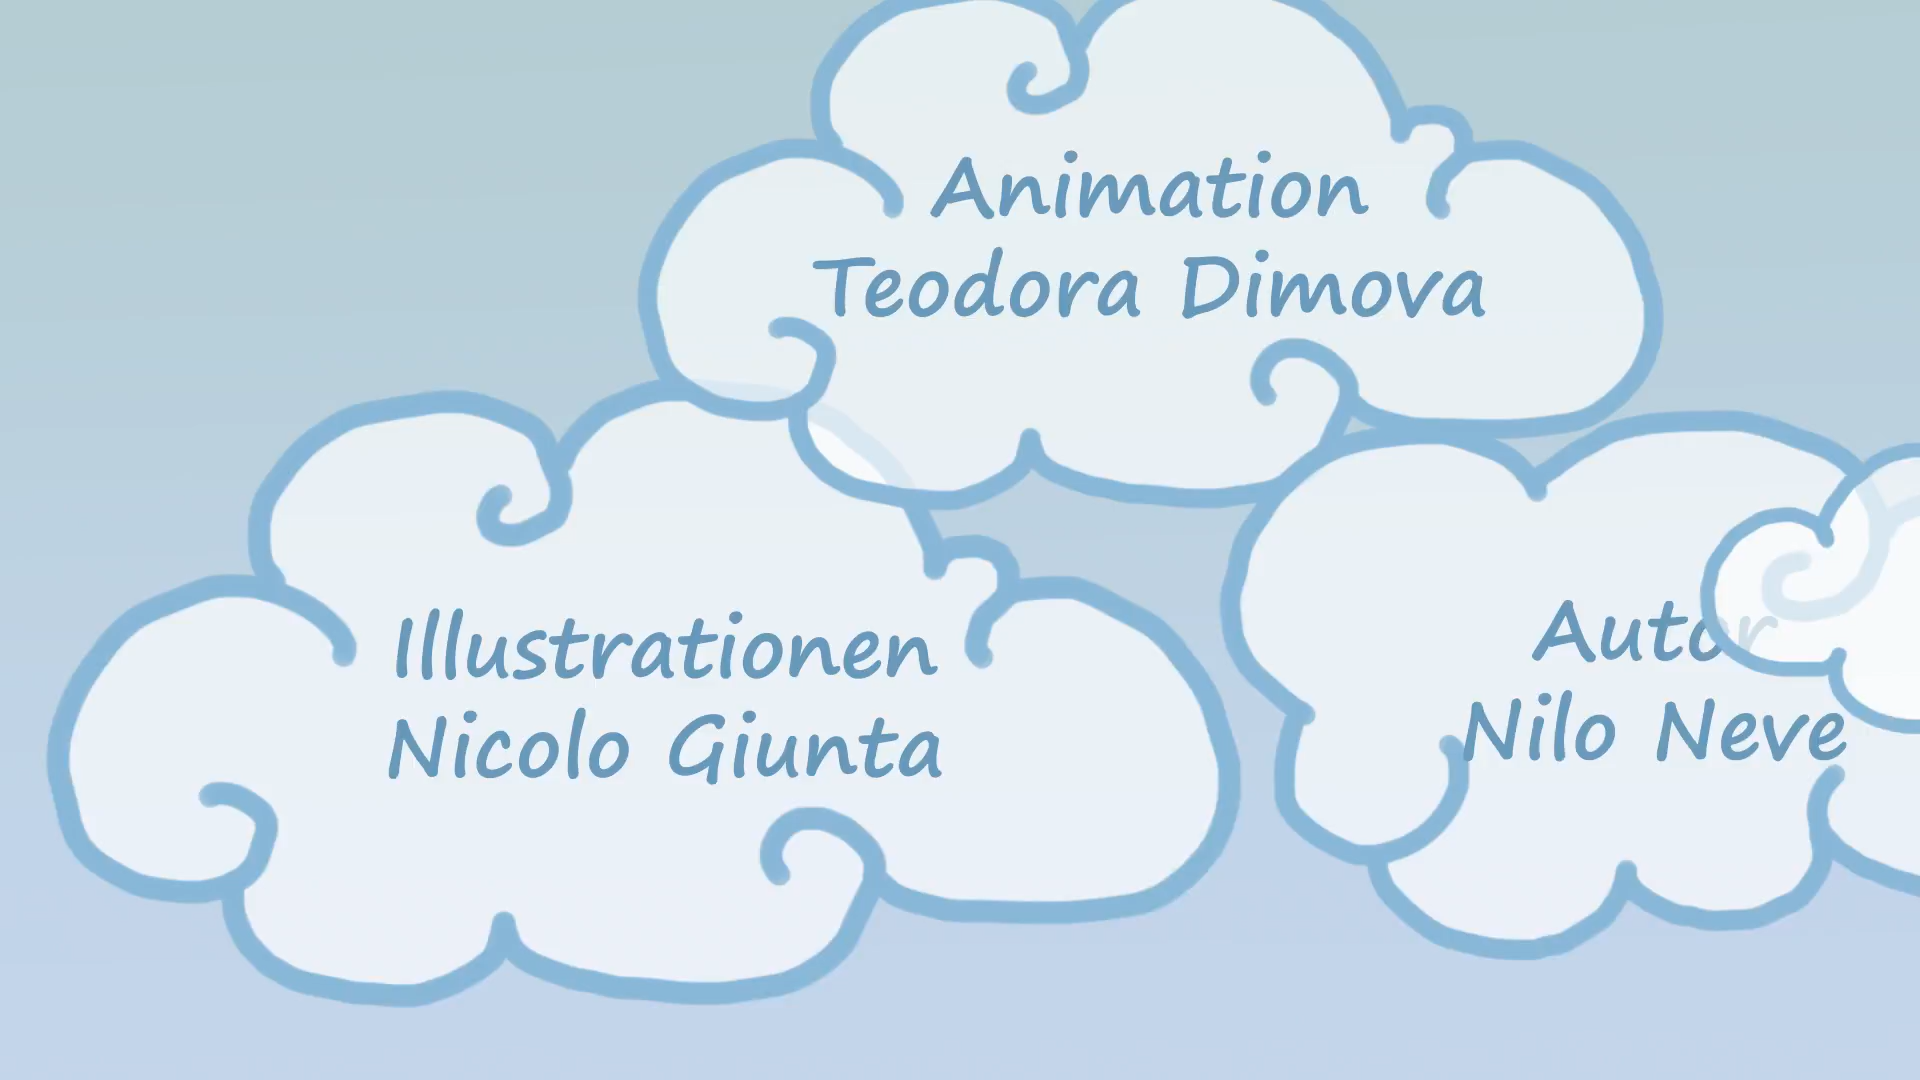 Animation
Teodora Dimova
Illustrationen
Nicolo Giunta
Autor
Nilo Neve